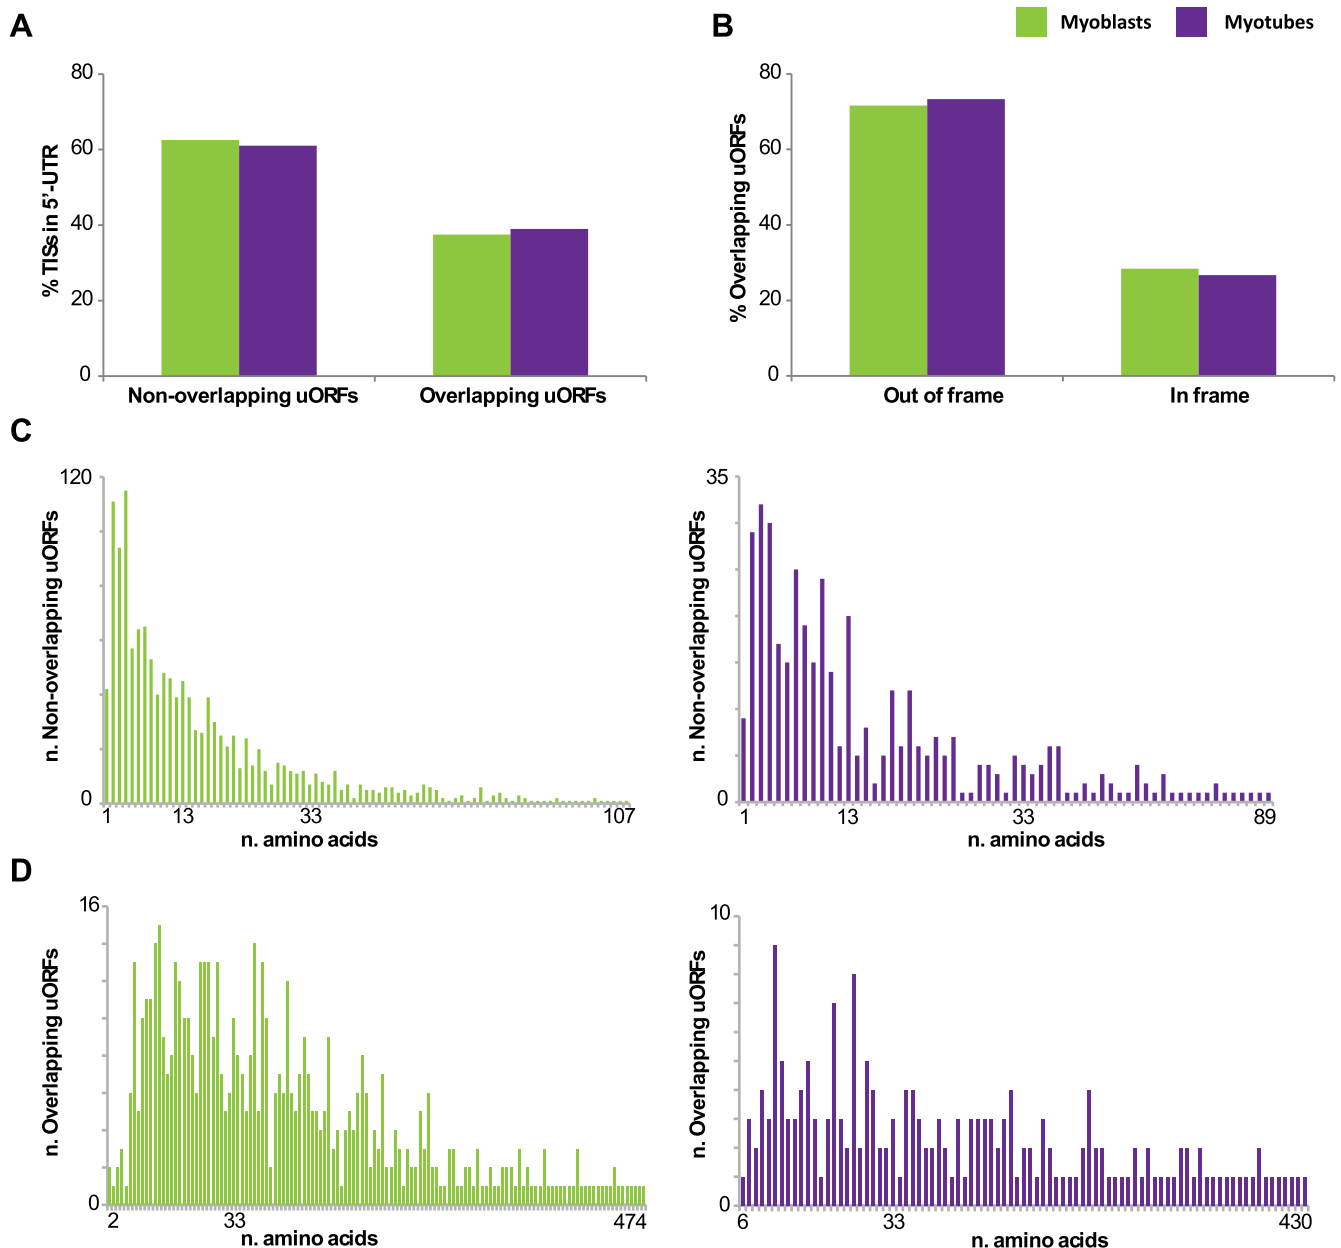 A
B
Myoblasts
Myotubes
80
60
40
20
0
% TISs in 5’-UTR
Non-overlapping uORFs
Overlapping uORFs
80
60
40
20
0
% Overlapping uORFs
Out of frame
In frame
C
120
0
n. Non-overlapping uORFs
1
13
33
107
n. amino acids
35
0
n. Non-overlapping uORFs
1
13
33
89
n. amino acids
D
16
0
n. Overlapping uORFs
2
33
474
n. amino acids
10
0
n. Overlapping uORFs
6
33
430
n. amino acids